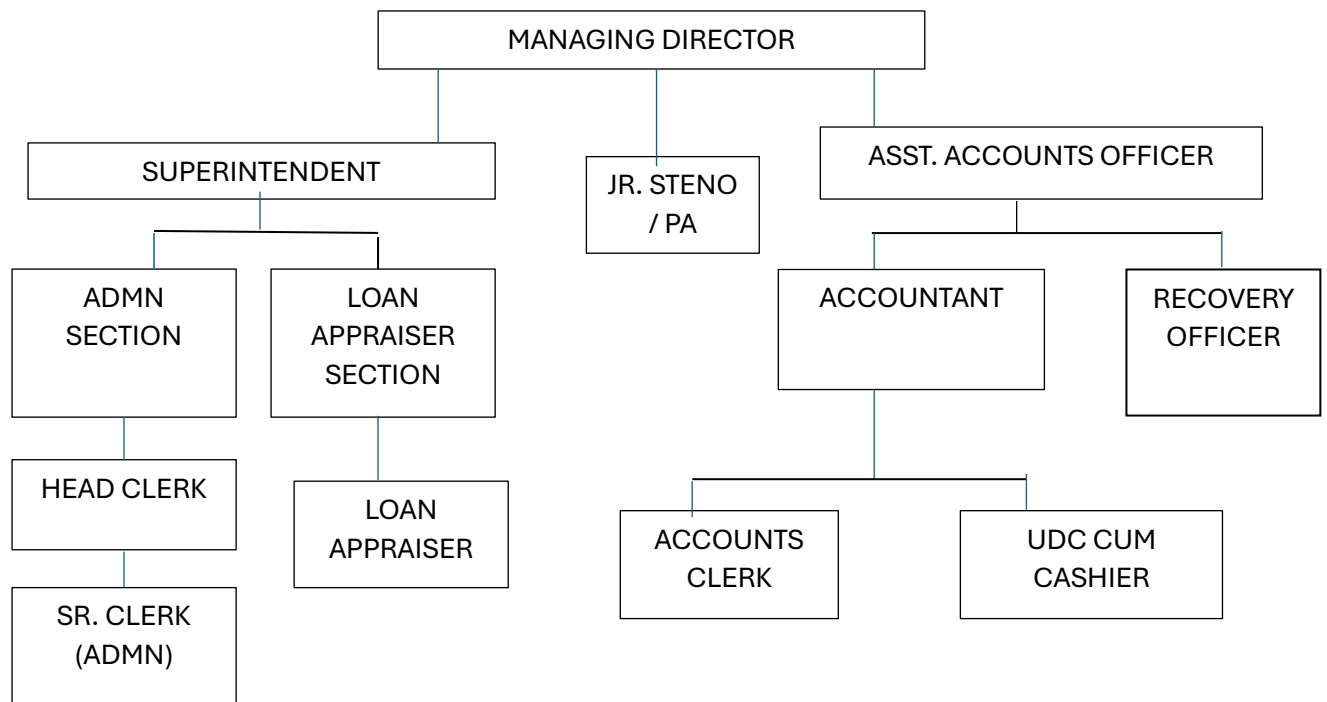 MANAGING DIRECTOR
SUPERINTENDENT
JR. STENO
/ PA
ASST. ACCOUNTS OFFICER
ADMN
SECTION
LOAN
APPRAISER
SECTION
ACCOUNTANT
RECOVERY
OFFICER
HEAD CLERK
LOAN
APPRAISER
ACCOUNTS
CLERK
UDC CUM
CASHIER
SR. CLERK
(ADMN)